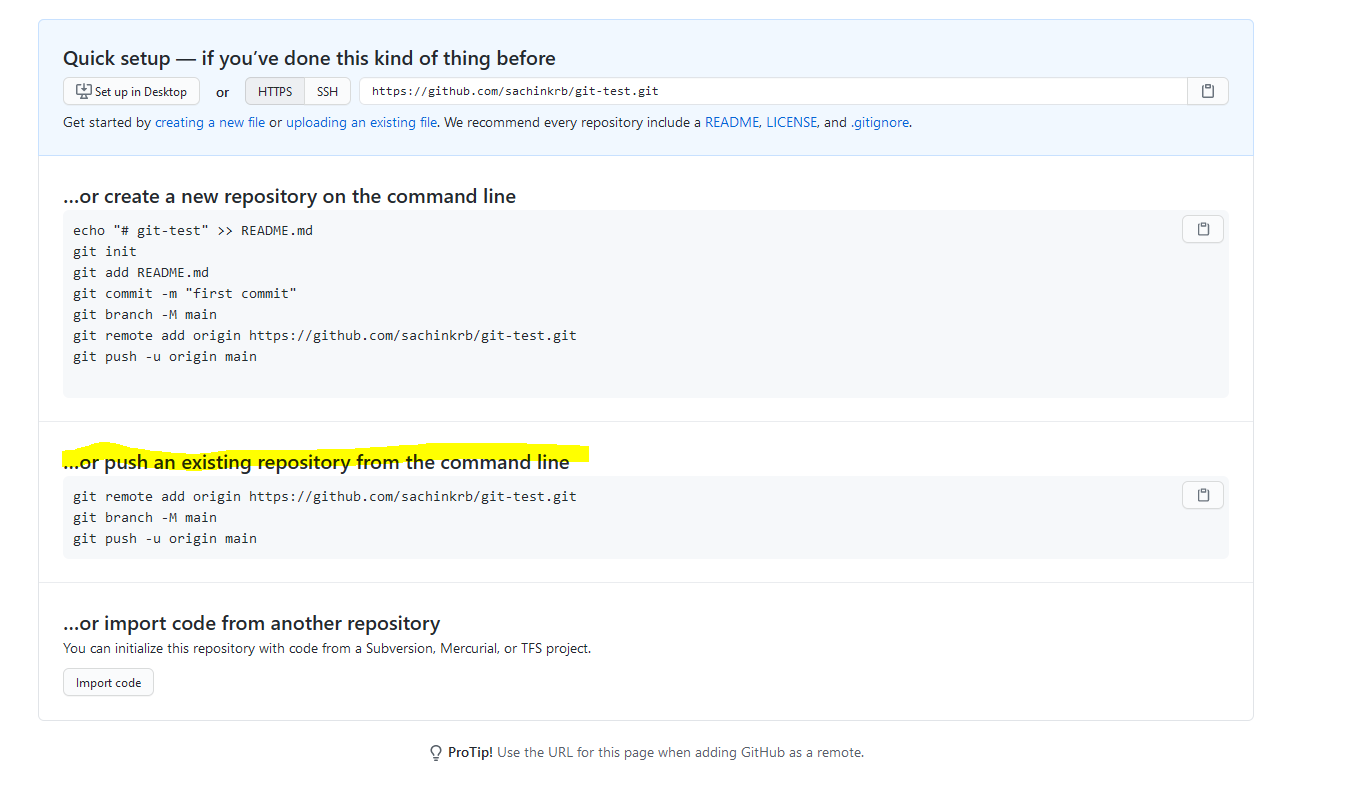 Quick setup — if you’ve done this kind of thing before
Set up in Desktop or HTTPS SSH https://github.com/sachinkrb/git-test.git
Get started by creating a new file or uploading an existing file. We recommend every repository include a README, LICENSE, and .gitignore.
…or create a new repository on the command line
echo "# git-test" >> README.md
git init
git add README.md
git commit -m "first commit"
git branch -M main
git remote add origin https://github.com/sachinkrb/git-test.git
git push -u origin main
…or push an existing repository from the command line
git remote add origin https://github.com/sachinkrb/git-test.git
git branch -M main
git push -u origin main
…or import code from another repository
You can initialize this repository with code from a Subversion, Mercurial, or TFS project.
Import code
ProTip! Use the URL for this page when adding GitHub as a remote.